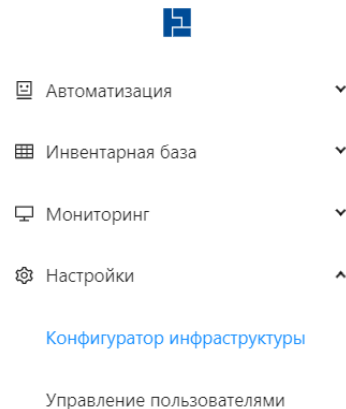 Автоматизация
Инвентарная база
Мониторинг
Настройки
Конфигуратор инфраструктуры
Управление пользователями